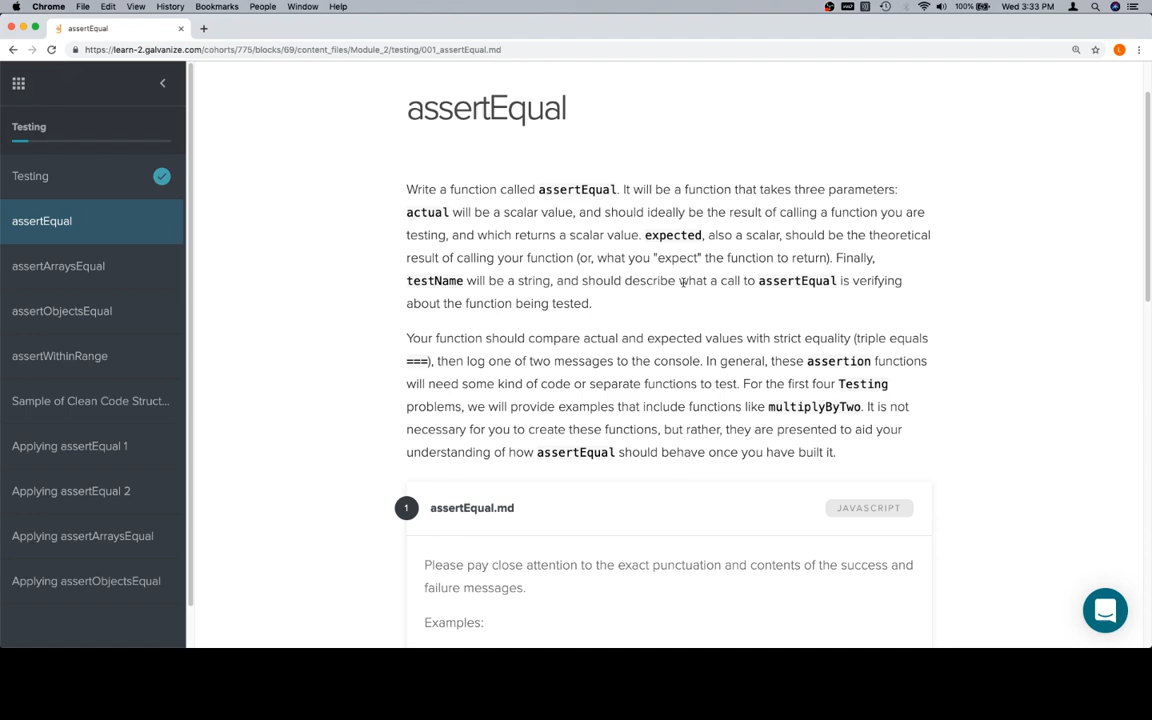 Chrome File Edit View History Bookmarks People Window Help 100% Wed 3:33 PM
assertEqual
https://learn-2.galvanize.com/cohorts/775/blocks/69/content_files/Module_2/testing/001_assertEqual.md
L
Testing
Testing
assertEqual
assertArraysEqual
assertObjectsEqual
assertWithinRange
Sample of Clean Code Struct...
Applying assertEqual 1
Applying assertEqual 2
Applying assertArraysEqual
Applying assertObjectsEqual
assertEqual
Write a function called assertEqual. It will be a function that takes three parameters:
actual will be a scalar value, and should ideally be the result of calling a function you are
testing, and which returns a scalar value. expected, also a scalar, should be the theoretical
result of calling your function (or, what you "expect" the function to return). Finally,
testName will be a string, and should describe what a call to assertEqual is verifying
about the function being tested.
Your function should compare actual and expected values with strict equality (triple equals
===), then log one of two messages to the console. In general, these assertion functions
will need some kind of code or separate functions to test. For the first four Testing
problems, we will provide examples that include functions like multiplyByTwo. It is not
necessary for you to create these functions, but rather, they are presented to aid your
understanding of how assertEqual should behave once you have built it.
1 assertEqual.md JAVASCRIPT
Please pay close attention to the exact punctuation and contents of the success and
failure messages.
Examples: